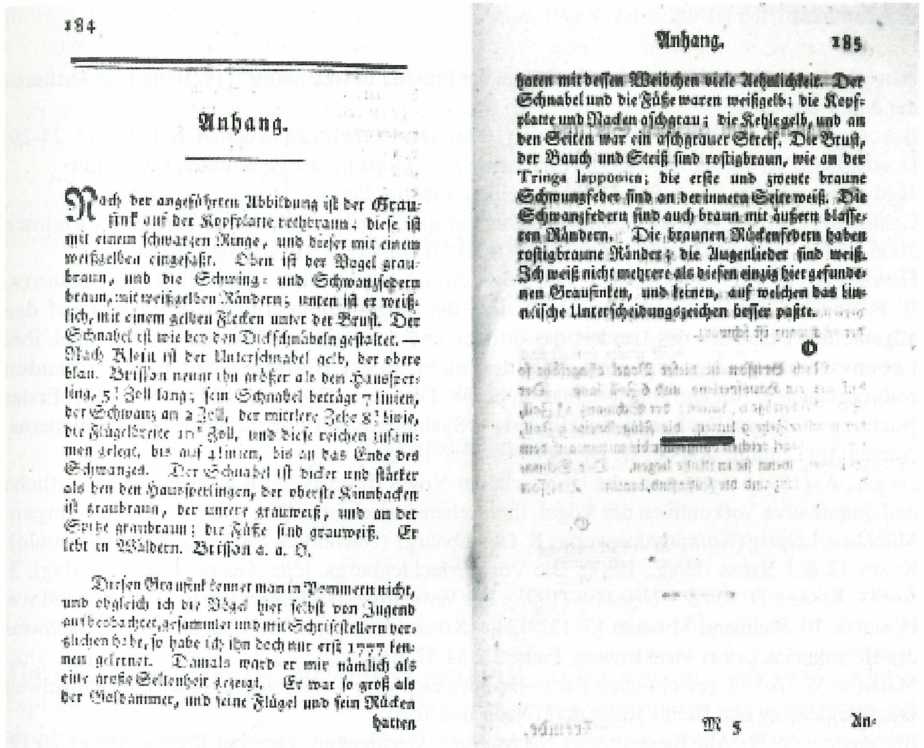 184
Anhang.
Nach der angeführten Abbildung ist der Grau-
fink auf der Kopfplatte rothbraun; diese ist
mit einem schwarzen Ringe, und dieser mit einem
weißgelben eingefaßt. Oben ist der Vogel grau-
braun, und die Schwing- und Schwanzfedern
braun, mit weißgelben Rändern; unten ist er weiß-
lich, mit einem gelben Flecken unter der Brust. Der
Schnabel ist wie bey den Dickschnäbeln gestaltet. —
Nach Klein ist der Unterschnabel gelb, der obere
blau. Brisson nennt ihn größer als den Haussper-
ling, Zoll lang; sein Schnabel beträgt 7 linien,
der Schwanz an 2 Zoll, der mittlere Zehe linie,
die Flügelbreite Zoll, und diese reichen zusam-
men gelegt, bis auf linien, bis an das Ende des
Schwanzes. Der Schnabel ist dicker und stärker
als bey den Haussperlingen, der oberste Kinnbacken
ist graubraun, der untere grauweiß, und an der
Spitze graubraun; die Füße sind grauweiß. Er
lebt in Wäldern. Brisson a. a. O.
Diesen Graufink kennet man in Pommern nicht,
und obgleich ich die Vögel hier selbst von Jugend
auf beobachtet, gesammlet und mit Schriftstellern ver-
glichen habe, so habe ich ihn doch nur erst 1777 ken-
nen gelernet. Damals ward er mir nämlich als
eine große Seltenheit gezeigt. Er war so groß als
der Goldammer, und seine Flügel und sein Rücken
hatten
Anhang. 185
hatten mit dessen Weibchen viele Aehnlichkeit. Der
Schnabel und die Füße waren weißgelb; die Kopf-
platte und Nacken aschgrau; die Kehle gelb, und an
den Seiten war ein aschgrauer Streif. Die Brust,
der Bauch und Steiß sind rostigbraun, wie an der
Tringa lapponica; die erste und zweyte braune
Schwungfeder sind an der innern Seite weiß. Die
Schwanzfedern sind auch braun mit äußern blasse-
ren Rändern. Die braunen Rückenfedern haben
rostigbraune Ränder; die Augenlieder sind weiß.
Ich weiß nicht mehrere als diesen einzig hier gefunde-
nen Graufinken, und keinen, auf welchen das lin-
neische Unterscheidungszeichen besser paßte.
M 5 An-